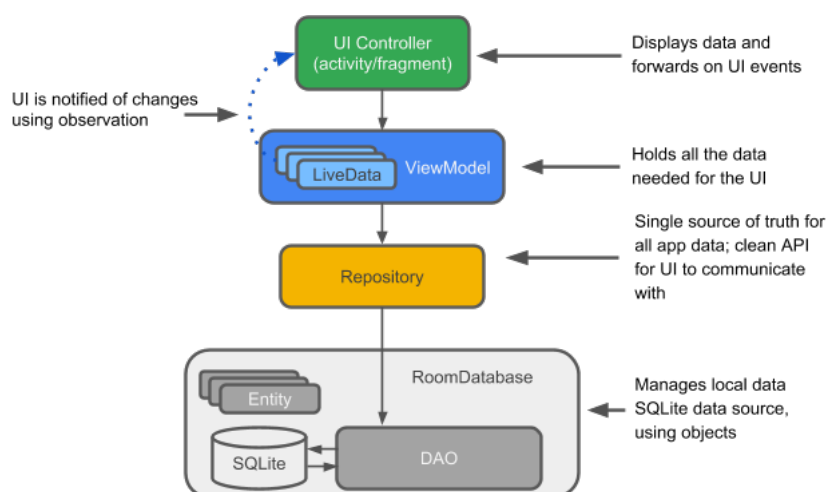 UI Controller
(activity/fragment)
Displays data and
forwards on UI events
UI is notified of changes
using observation
LiveData
ViewModel
Holds all the data
needed for the UI
Repository
Single source of truth for
all app data; clean API
for UI to communicate
with
RoomDatabase
Entity
SQLite
DAO
Manages local data
SQLite data source,
using objects